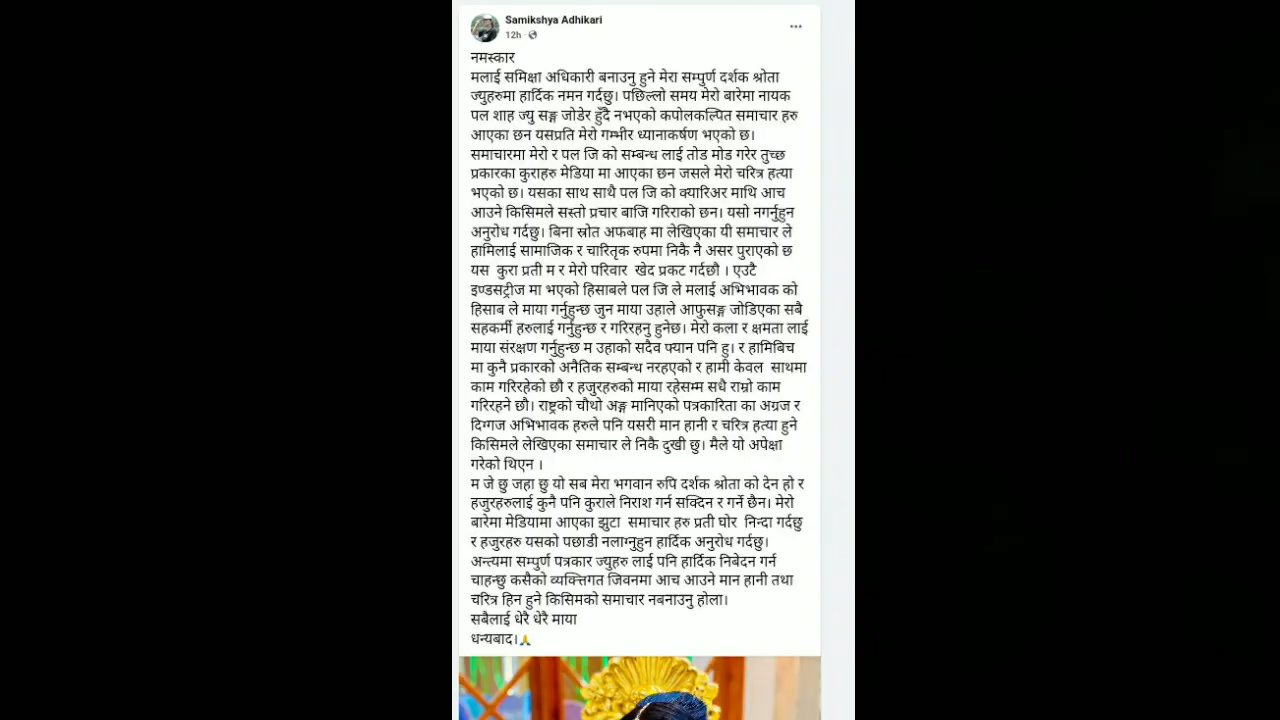 Samikshya Adhikari
12h ·
नमस्कार
मलाई समिक्षा अधिकारी बनाउनु हुने मेरा सम्पुर्ण दर्शक श्रोता
ज्युहरुमा हार्दिक नमन गर्दछु। पछिल्लो समय मेरो बारेमा नायक
पल शाह ज्यु सङ्ग जोडेर हुँदै नभएको कपोलकल्पित समाचार हरु
आएका छन यसप्रति मेरो गम्भीर ध्यानाकर्षण भएको छ।
समाचारमा मेरो र पल जि को सम्बन्ध लाई तोड मोड गरेर तुच्छ
प्रकारका कुराहरु मेडिया मा आएका छन जसले मेरो चरित्र हत्या
भएको छ। यसका साथ साथै पल जि को क्यारिअर माथि आच
आउने किसिमले सस्तो प्रचार बाजि गरिराको छन। यसो नगर्नुहुन
अनुरोध गर्दछु। बिना स्रोत अफबाह मा लेखिएका यी समाचार ले
हामिलाई सामाजिक र चारितृक रुपमा निकै नै असर पुराएको छ
यस कुरा प्रती म र मेरो परिवार खेद प्रकट गर्दछौ । एउटै
इण्डसट्रीज मा भएको हिसाबले पल जि ले मलाई अभिभावक को
हिसाब ले माया गर्नुहुन्छ जुन माया उहाले आफुसङ्ग जोडिएका सबै
सहकर्मी हरुलाई गर्नुहुन्छ र गरिरहनु हुनेछ। मेरो कला र क्षमता लाई
माया संरक्षण गर्नुहुन्छ म उहाको सदैव फ्यान पनि हु। र हामिबिच
मा कुनै प्रकारको अनैतिक सम्बन्ध नरहएको र हामी केवल साथमा
काम गरिरहेको छौ र हजुरहरुको माया रहेसम्म सधै राम्रो काम
गरिरहने छौ। राष्ट्रको चौथो अङ्ग मानिएको पत्रकारिता का अग्रज र
दिग्गज अभिभावक हरुले पनि यसरी मान हानी र चरित्र हत्या हुने
किसिमले लेखिएका समाचार ले निकै दुखी छु। मैले यो अपेक्षा
गरेको थिएन ।
म जे छु जहा छु यो सब मेरा भगवान रुपि दर्शक श्रोता को देन हो र
हजुरहरुलाई कुनै पनि कुराले निराश गर्न सक्दिन र गर्ने छैन। मेरो
बारेमा मेडियामा आएका झुटा समाचार हरु प्रती घोर निन्दा गर्दछु
र हजुरहरु यसको पछाडी नलाग्नुहुन हार्दिक अनुरोध गर्दछु।
अन्त्यमा सम्पुर्ण पत्रकार ज्युहरु लाई पनि हार्दिक निबेदन गर्न
चाहन्छु कसैको व्यक्त्तिगत जिवनमा आच आउने मान हानी तथा
चरित्र हिन हुने किसिमको समाचार नबनाउनु होला।
सबैलाई धेरै धेरै माया
धन्यबाद।🙏